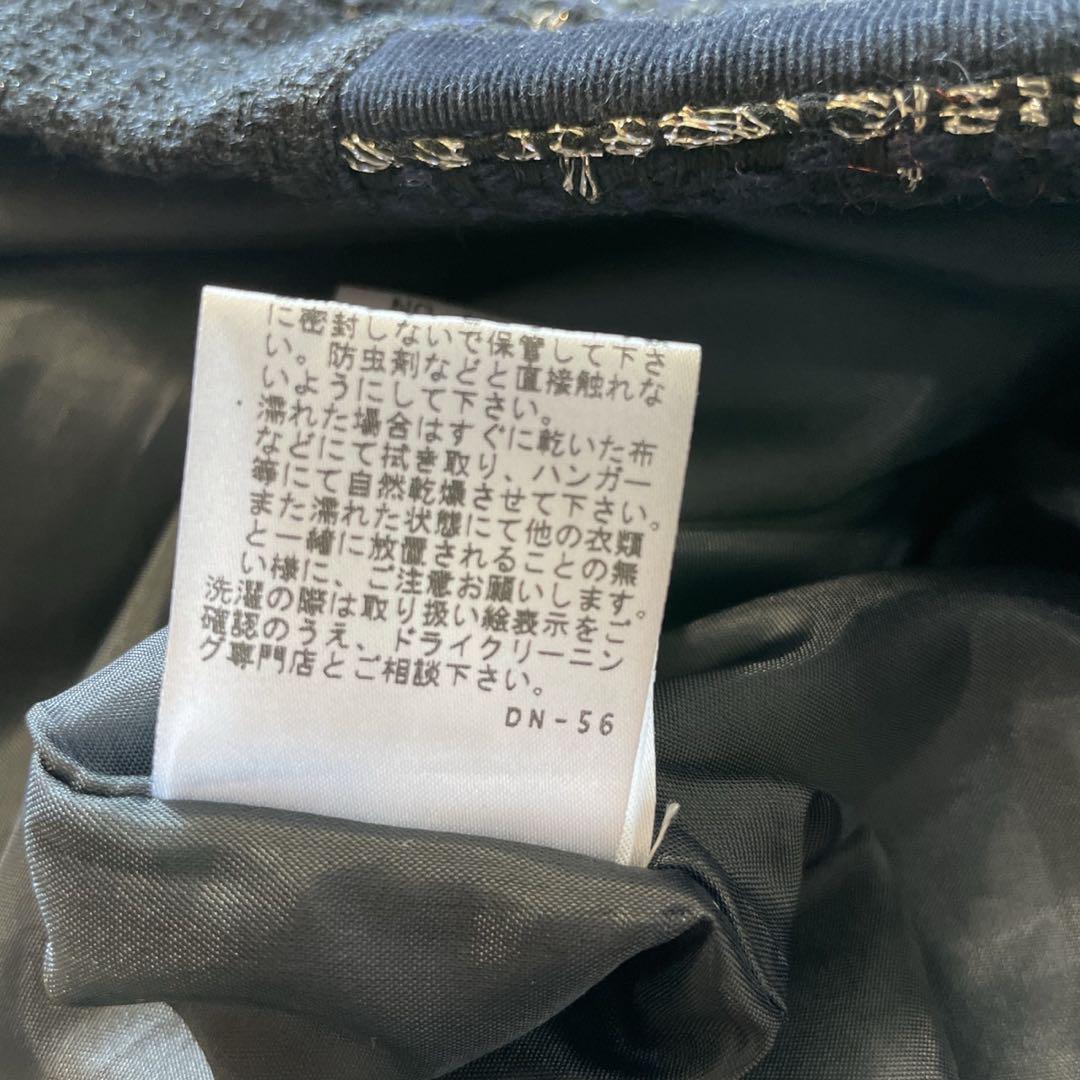 に密封しないで保管して下さ
い。防虫剤などと直接触れな
いようにして下さい。
濡れた場合はすぐに乾いた布
などにて拭き取り、ハンガー
等にて自然乾燥させて下さい。
また濡れた状態にて他の衣類
と一緒に放置されることの無
い様に、ご注意お願いします。
洗濯の際は取り扱い絵表示をご
確認のうえ、ドライクリーニン
グ専門店とご相談下さい。
DN-56
NO